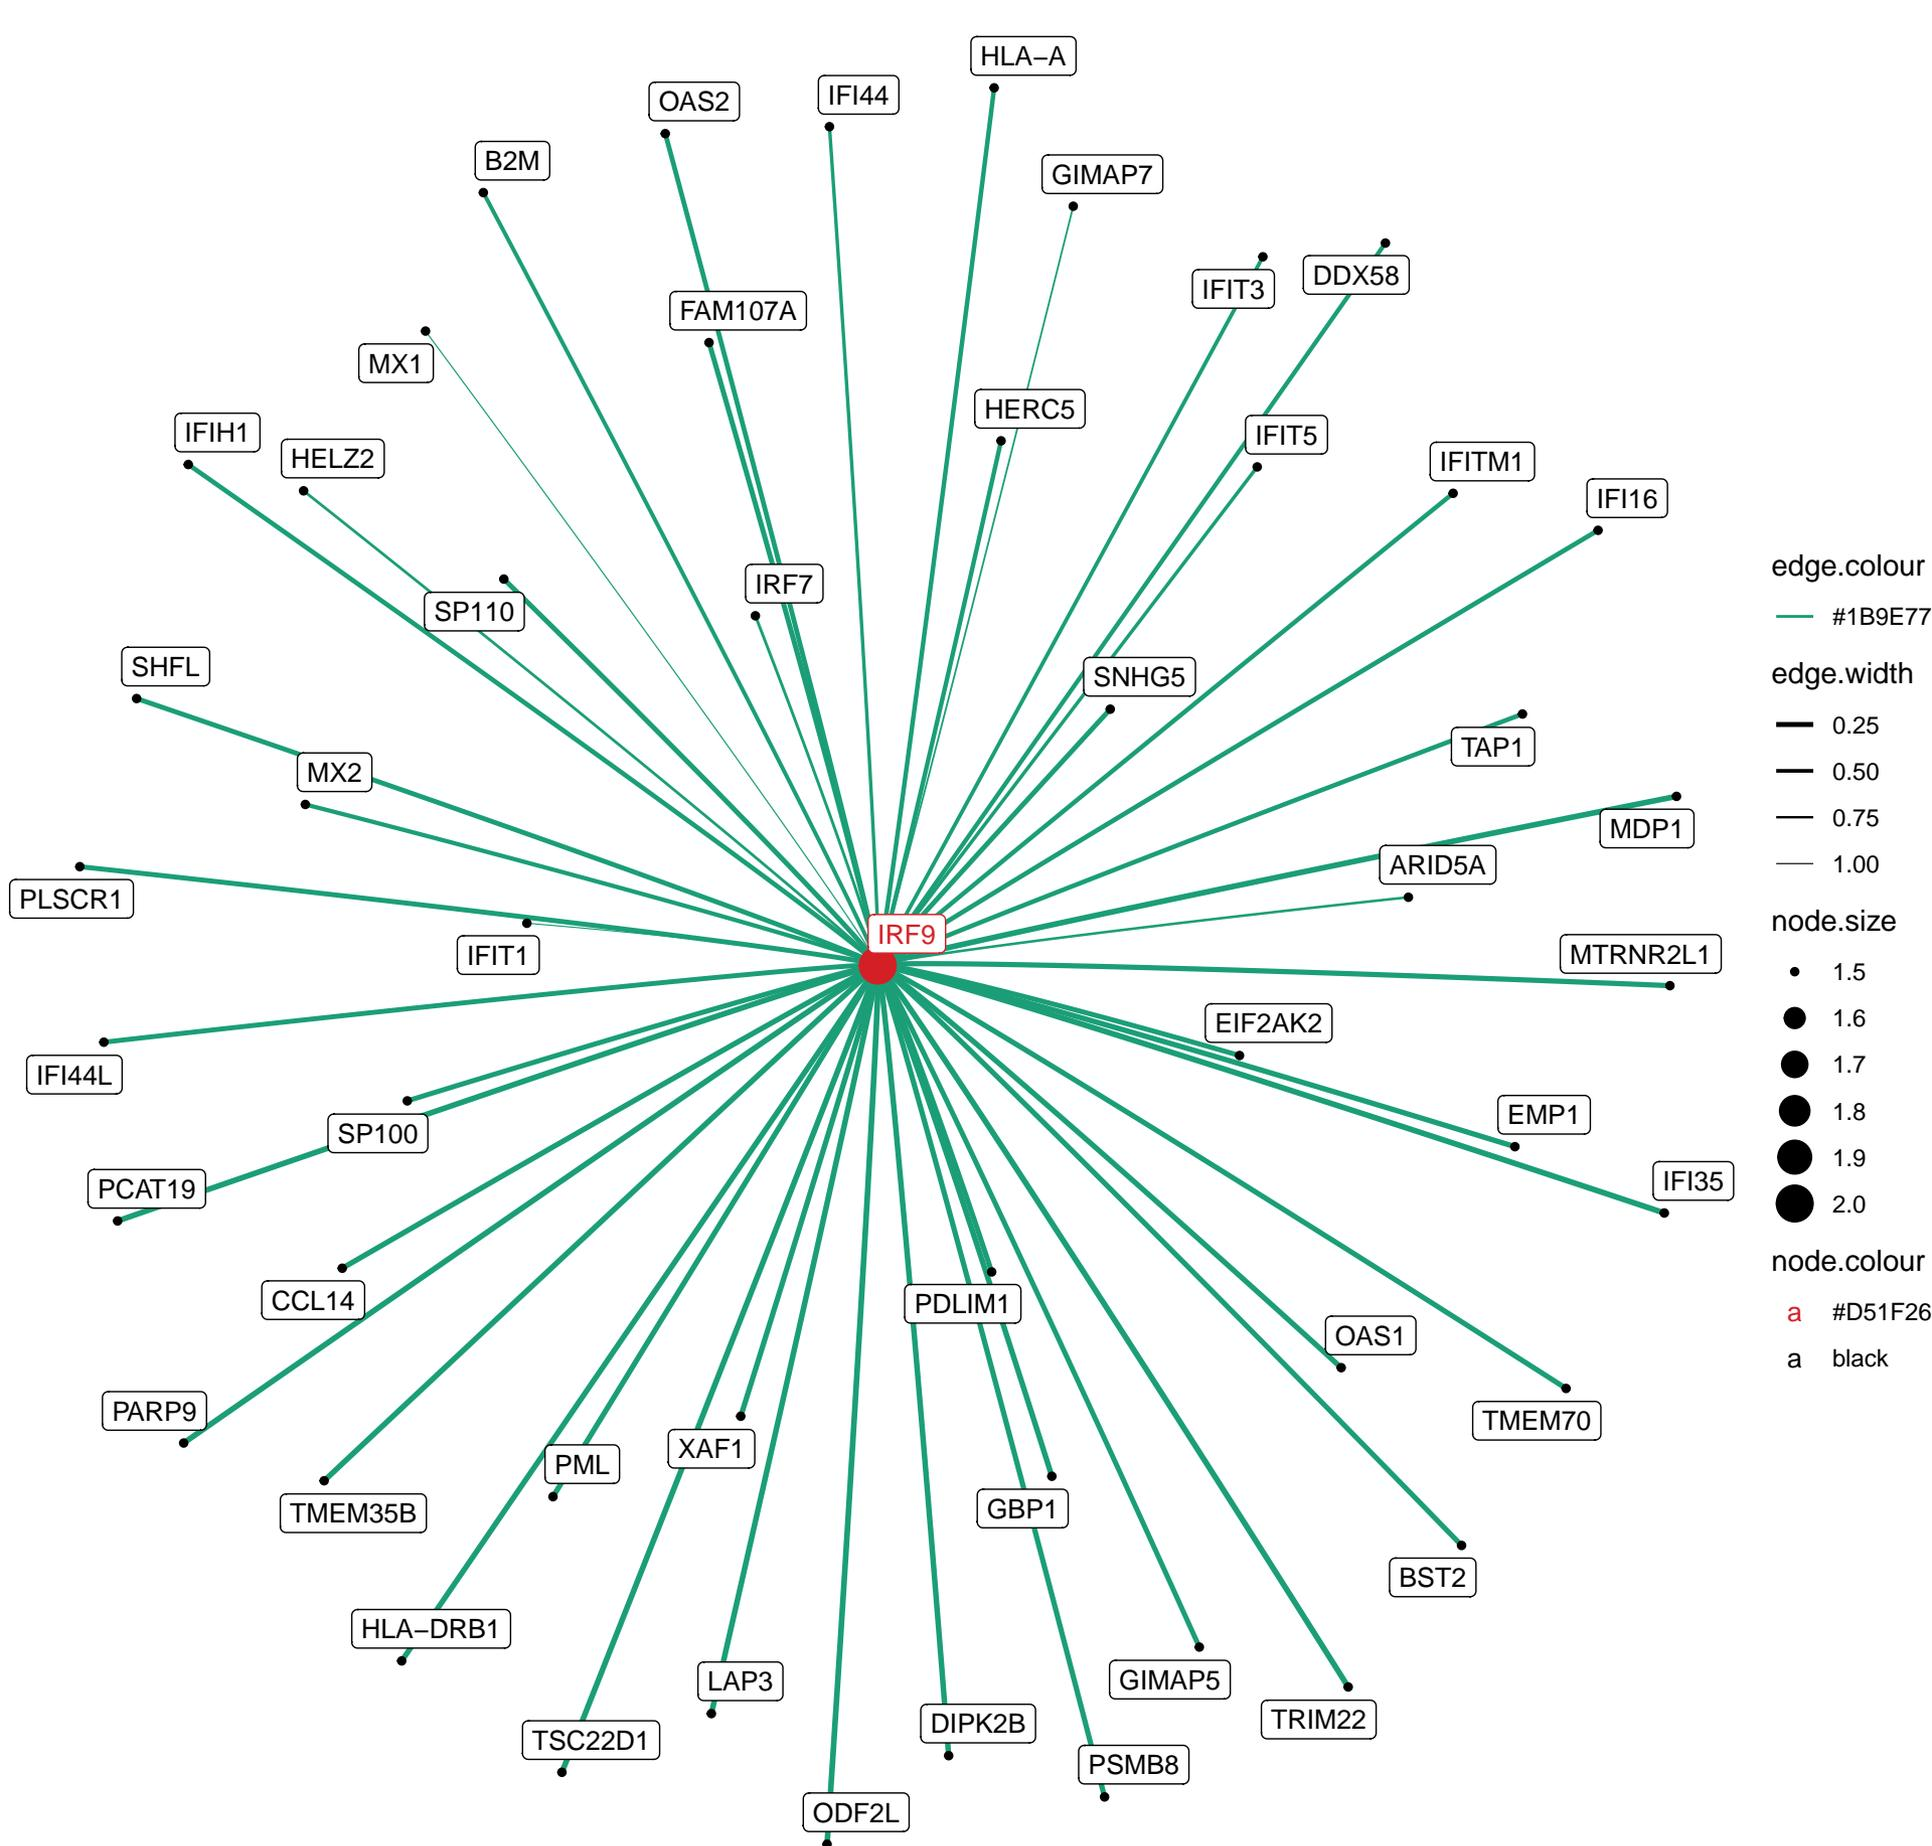 HLA−A
OAS2
IFI44
B2M
GIMAP7
IFIT3
DDX58
FAM107A
MX1
HERC5
IFIH1
HELZ2
IFIT5
IFITM1
IFI16
IRF7
SP110
SHFL
SNHG5
MX2
TAP1
MDP1
PLSCR1
ARID5A
IFIT1
IRF9
MTRNR2L1
EIF2AK2
IFI44L
SP100
EMP1
PCAT19
IFI35
CCL14
PDLIM1
OAS1
PARP9
TMEM70
XAF1
PML
TMEM35B
GBP1
BST2
HLA−DRB1
LAP3
GIMAP5
TSC22D1
DIPK2B
TRIM22
PSMB8
ODF2L
edge.colour
#1B9E77
edge.width
0.25
0.50
0.75
1.00
node.size
1.5
1.6
1.7
1.8
1.9
2.0
node.colour
a #D51F26
a black